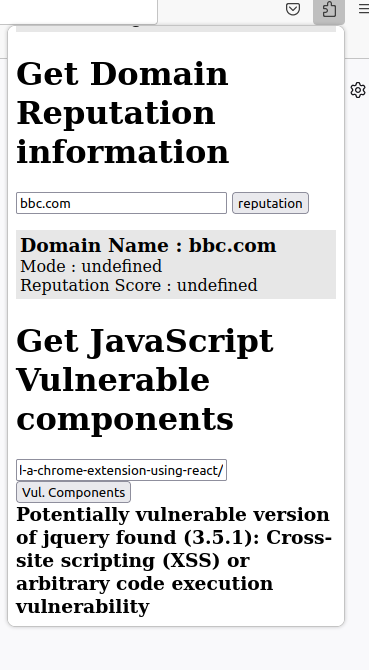 Get Domain
Reputation
information
bbc.com
reputation
Domain Name : bbc.com
Mode : undefined
Reputation Score : undefined
Get JavaScript
Vulnerable
components
l-a-chrome-extension-using-react/
Vul. Components
Potentially vulnerable version
of jquery found (3.5.1): Cross-
site scripting (XSS) or
arbitrary code execution
vulnerability